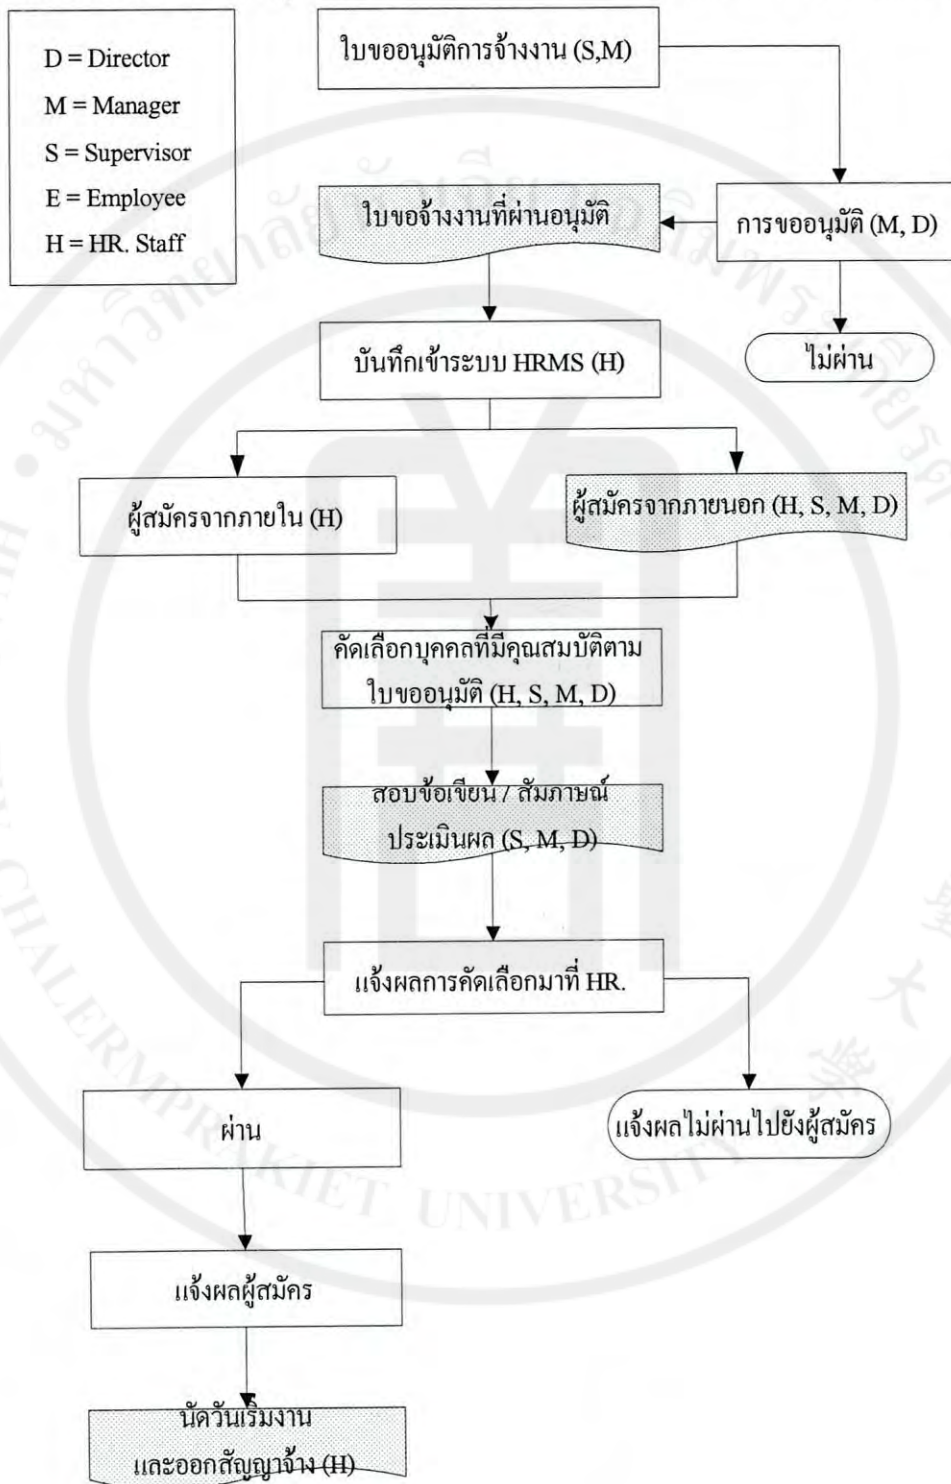 D = Director
M = Manager
S = Supervisor
E = Employee
H = HR. Staff
ใบขออนุมัติการจ้างงาน (S,M)
ใบขอจ้างงานที่ผ่านอนุมัติ
การขออนุมัติ (M, D)
บันทึกเข้าระบบ HRMS (H)
ไม่ผ่าน
ผู้สมัครจากภายใน (H)
ผู้สมัครจากภายนอก (H, S, M, D)
คัดเลือกบุคคลที่มีคุณสมบัติตาม
ใบขออนุมัติ (H, S, M, D)
สอบข้อเขียน / สัมภาษณ์
ประเมินผล (S, M, D)
แจ้งผลการคัดเลือกมาที่ HR.
ผ่าน
แจ้งผลไม่ผ่านไปยังผู้สมัคร
แจ้งผลผู้สมัคร
นัดวันเริ่มงาน
และออกสัญญาจ้าง (H)
CHALERMPRAKIET UNIVERSITY